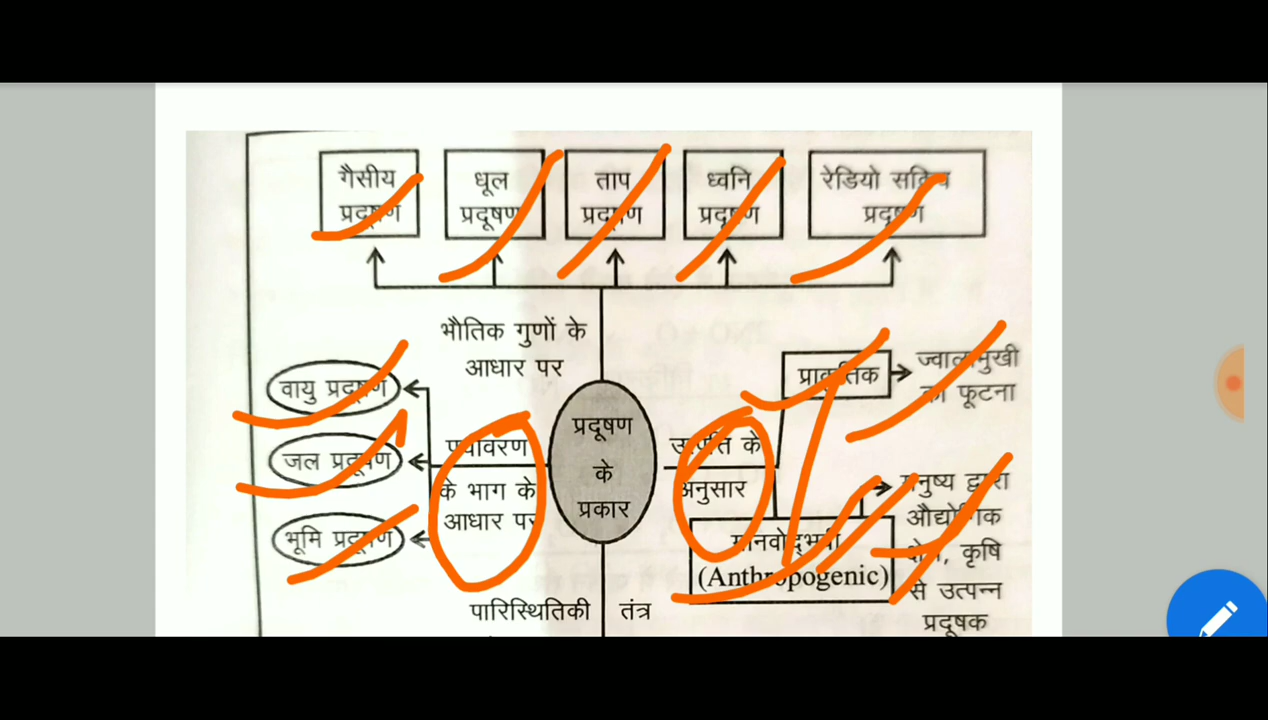 गैसीय
प्रदूषण
धूल
प्रदूषण
ताप
प्रदूषण
ध्वनि
प्रदूषण
रेडियो सक्रिय
प्रदूषण
भौतिक गुणों के
आधार पर
वायु प्रदूषण
जल प्रदूषण
भूमि प्रदूषण
पर्यावरण
के भाग के
आधार पर
प्रदूषण
के
प्रकार
उत्पत्ति के
अनुसार
प्राकृतिक
ज्वालामुखी
का फूटना
मानवोद्भवी
(Anthropogenic)
मनुष्य द्वारा
औद्योगिक
क्षेत्र, कृषि
से उत्पन्न
प्रदूषक
पारिस्थितिकी तंत्र